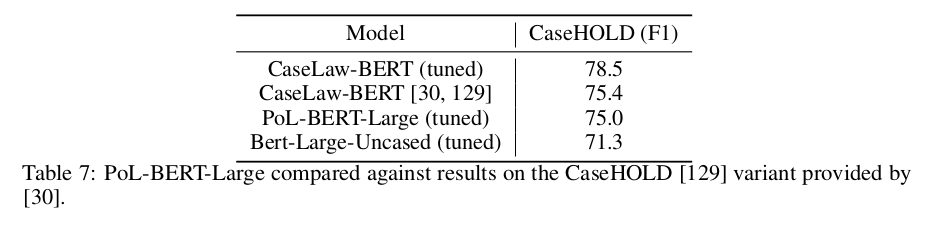 Model CaseHOLD (F1)
CaseLaw-BERT (tuned) 78.5
CaseLaw-BERT [30, 129] 75.4
PoL-BERT-Large (tuned) 75.0
Bert-Large-Uncased (tuned) 71.3
Table 7: PoL-BERT-Large compared against results on the CaseHOLD [129] variant provided by
[30].